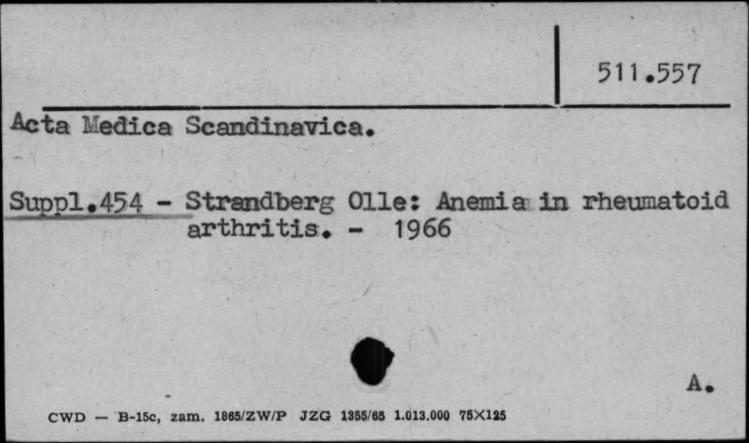 511.557
Acta Medica Scandinavica.
Suppl.454 - Strandberg Olle: Anemia in rheumatoid
arthritis. - 1966
A.
CWD — B-15c, zam. 1865/ZW/P JZG 1355/65 1.013.000 75X125